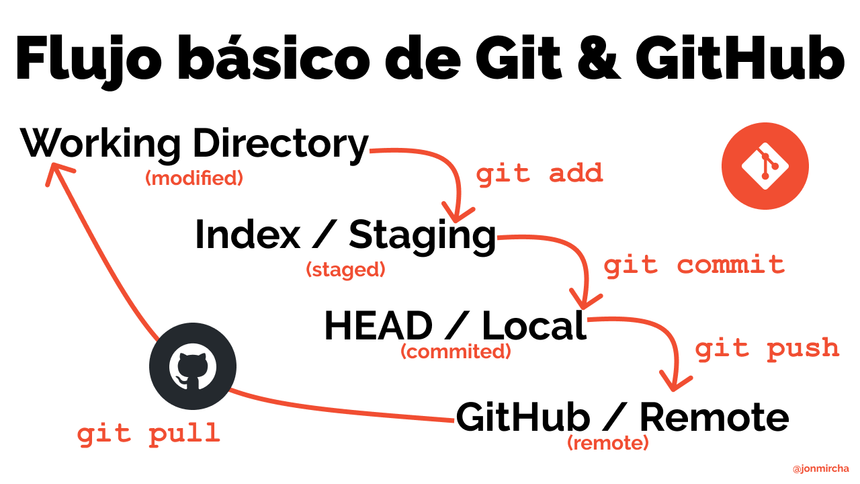 Flujo básico de Git & GitHub
Working Directory
(modified)
git add
Index / Staging
(staged)
git commit
HEAD / Local
(commited)
git push
GitHub / Remote
(remote)
git pull
@jonmircha